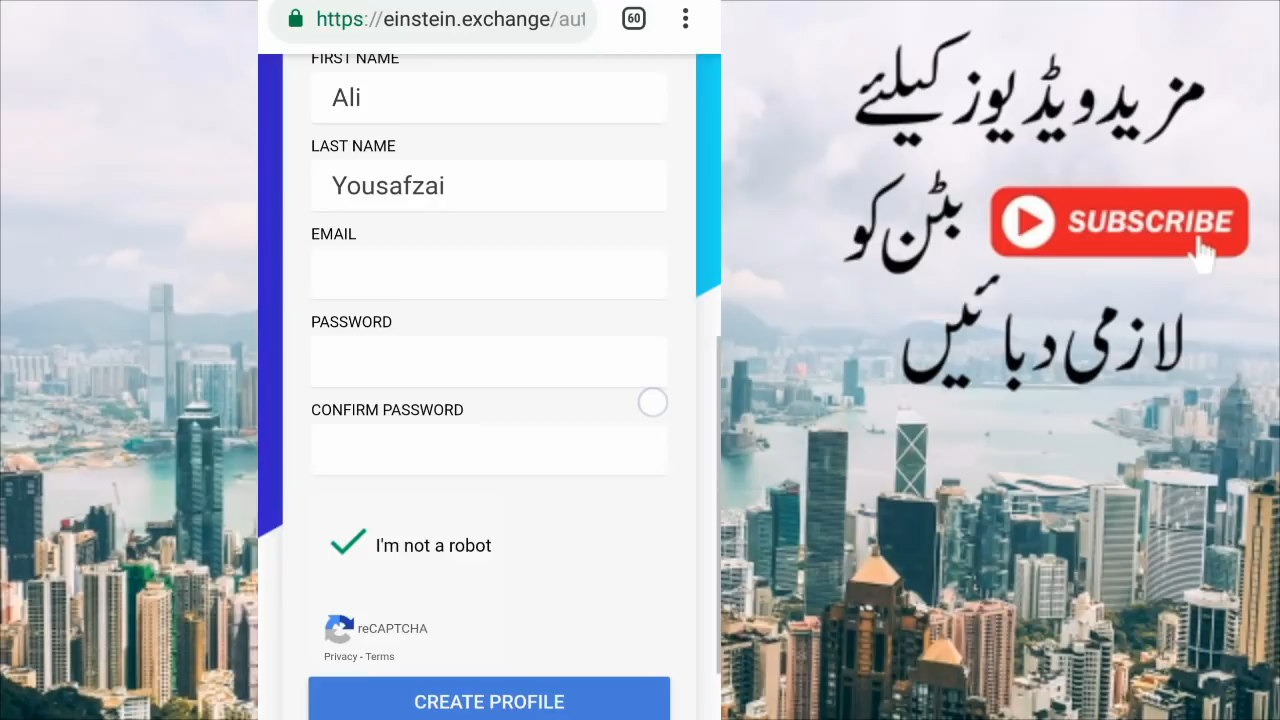 https://einstein.exchange/aut
60
FIRST NAME
Ali
LAST NAME
Yousafzai
EMAIL
PASSWORD
CONFIRM PASSWORD
I'm not a robot
reCAPTCHA
Privacy - Terms
CREATE PROFILE
مزید ویڈیوز کیلئے
بٹن کو SUBSCRIBE
لازمی دبائیں